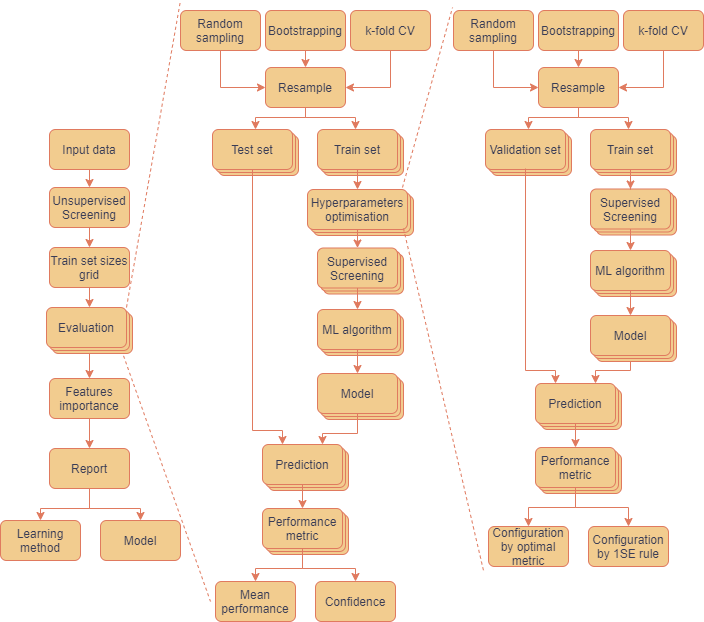 Input data
Unsupervised
Screening
Train set sizes
grid
Evaluation
Features
importance
Report
Learning
method
Model
Random
sampling
Bootstrapping
k-fold CV
Resample
Test set
Train set
Hyperparameters
optimisation
Supervised
Screening
ML algorithm
Model
Prediction
Performance
metric
Mean
performance
Confidence
Random
sampling
Bootstrapping
k-fold CV
Resample
Validation set
Train set
Supervised
Screening
ML algorithm
Model
Prediction
Performance
metric
Configuration
by optimal
metric
Configuration
by 1SE rule